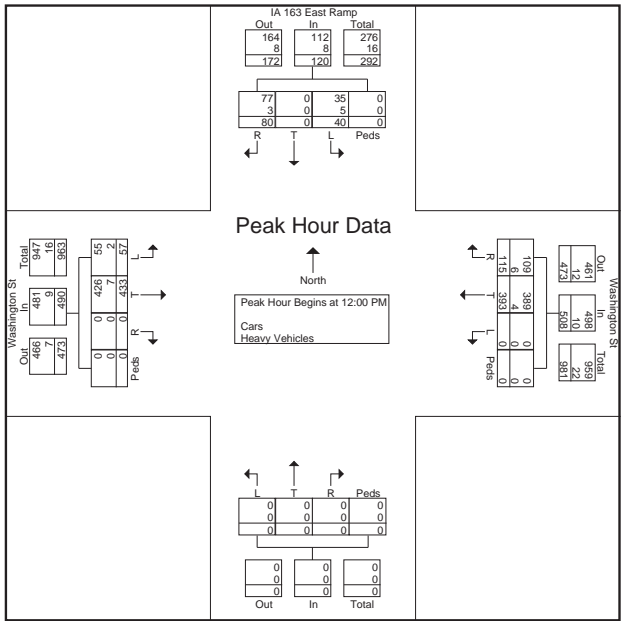 IA 163 East Ramp
Out In Total
164 112 276
8 8 16
172 120 292
77 0 35 0
3 0 5 0
80 0 40 0
R T L Peds
Peak Hour Data
North
Peak Hour Begins at 12:00 PM
Cars
Heavy Vehicles
Washington St
Total In Out
947 481 466
16 9 7
963 490 473
55 426 0 0
2 7 0 0
57 433 0 0
L T R Peds
Washington St
Out In Total
461 498 959
12 10 22
473 508 981
109 389 0 0
6 4 0 0
115 393 0 0
R T L Peds
L T R Peds
0 0 0 0
0 0 0 0
0 0 0 0
0 0 0
0 0 0
0 0 0
Out In Total